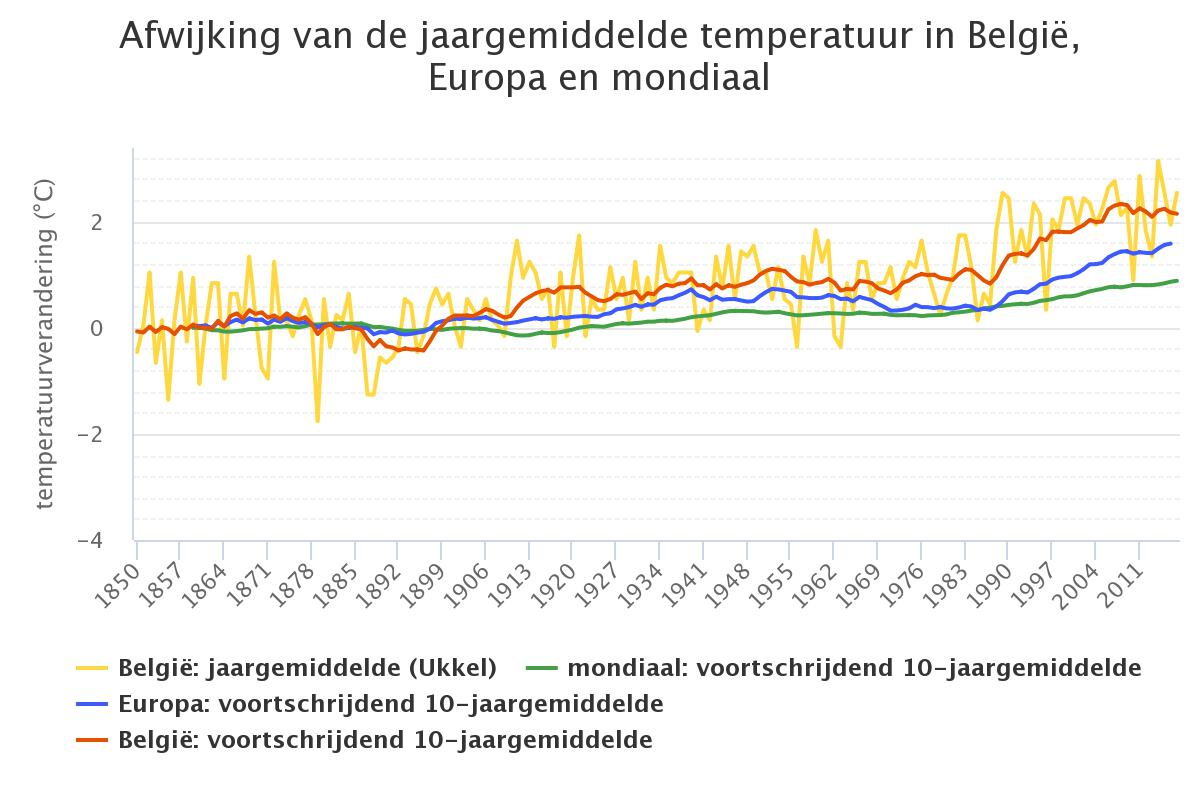 Afwijking van de jaargemiddelde temperatuur in België,
Europa en mondiaal
temperatuurverandering (°C)
2
0
−2
−4
1850 1857 1864 1871 1878 1885 1892 1899 1906 1913 1920 1927 1934 1941 1948 1955 1962 1969 1976 1983 1990 1997 2004 2011
België: jaargemiddelde (Ukkel) mondiaal: voortschrijdend 10−jaargemiddelde
Europa: voortschrijdend 10−jaargemiddelde
België: voortschrijdend 10−jaargemiddelde